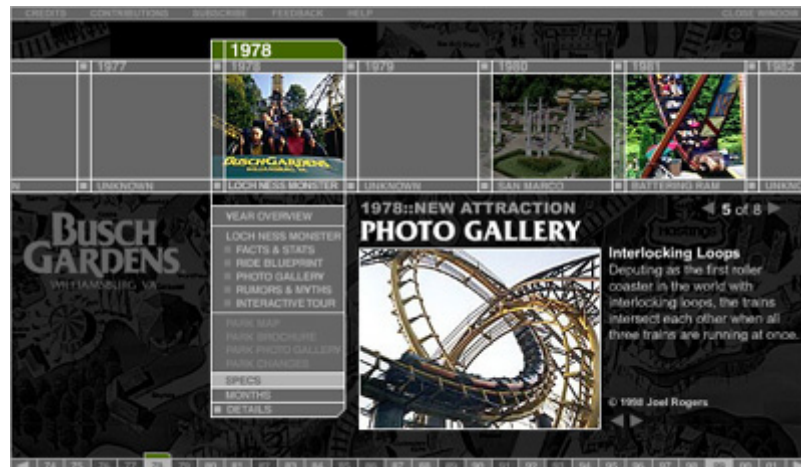 CREDITS CONTRIBUTIONS SUBSCRIBE FEEDBACK HELP CLOSE WINDOW
1978
1977 1978 1979 1980 1981 1982
BUSCH GARDENS
UNKNOWN LOCH NESS MONSTER UNKNOWN SAN MARCO BATTERING RAM
BUSCH
GARDENS
WILLIAMSBURG, VA
YEAR OVERVIEW
LOCH NESS MONSTER
FACTS & STATS
RIDE BLUEPRINT
PHOTO GALLERY
RUMORS & MYTHS
INTERACTIVE TOUR
PARK MAP
PARK BROCHURE
PARK PHOTO GALLERY
PARK CHANGES
SPECS
MONTHS
DETAILS
1978::NEW ATTRACTION
PHOTO GALLERY
5 of 8
Interlocking Loops
Deputing as the first roller
coaster in the world with
interlocking loops, the trains
intersect each other when all
three trains are running at once.
© 1998 Joel Rogers
Hastings